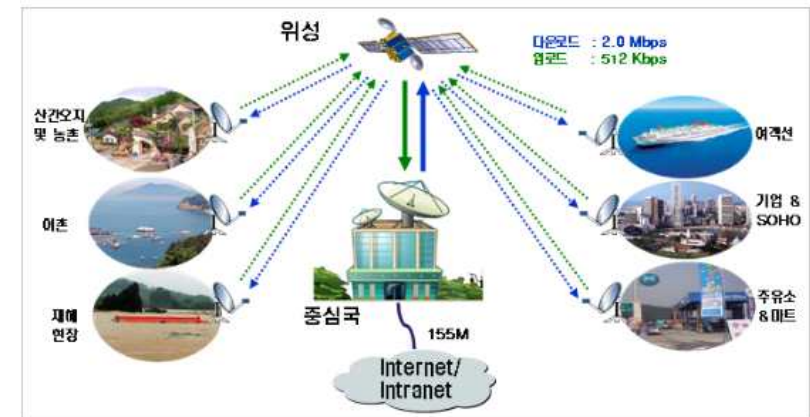 위성
다운로드 : 2.0 Mbps
업로드 : 512 Kbps
산간오지
및 농촌
여객선
어촌
기업 &
SOHO
재해
현장
주유소
&마트
중심국
155M
Internet/
Intranet